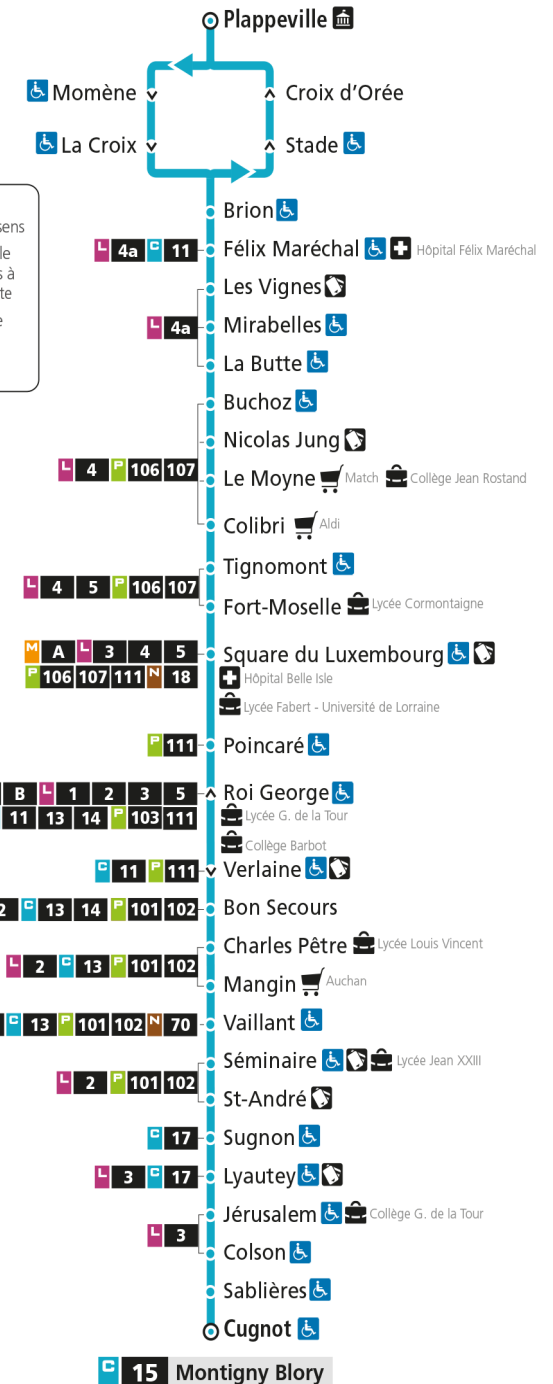 Plappeville
Momène
Croix d'Orée
La Croix
Stade
Brion
L 4a C 11 Félix Maréchal Hôpital Félix Maréchal
Les Vignes
L 4a Mirabelles
La Butte
Buchoz
Nicolas Jung
L 4 P 106 107
Le Moyne Match Collège Jean Rostand
Colibri Aldi
Tignomont
L 4 5 P 106 107
Fort-Moselle Lycée Cormontaigne
M A L 3 4 5 Square du Luxembourg
P 106 107 111 N 18 Hôpital Belle Isle
Lycée Fabert - Université de Lorraine
P 111 Poincaré
B L 1 2 3 5 Roi George
11 13 14 P 103 111 Lycée G. de la Tour
Collège Barbot
C 11 P 111 Verlaine
2 C 13 14 P 101 102 Bon Secours
Charles Pêtre Lycée Louis Vincent
L 2 C 13 P 101 102
Mangin Auchan
C 13 P 101 102 N 70 Vaillant
Séminaire Lycée Jean XXIII
L 2 P 101 102
St-André
C 17 Sugnon
L 3 C 17 Lyautey
Jérusalem Collège G. de la Tour
L 3
Colson
Sablières
Cugnot
C 15 Montigny Blory